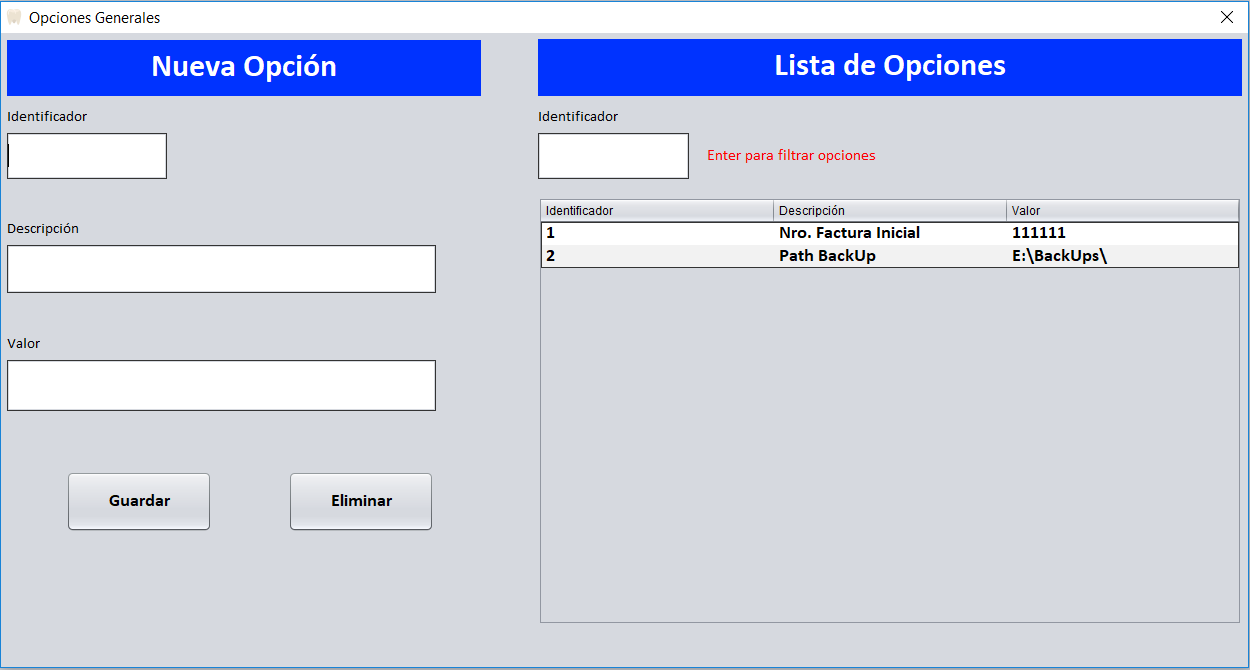 Opciones Generales
Nueva Opción
Identificador
Descripción
Valor
Guardar Eliminar
Lista de Opciones
Identificador
Enter para filtrar opciones
Identificador Descripción Valor
1 Nro. Factura Inicial 111111
2 Path BackUp E:\BackUps\